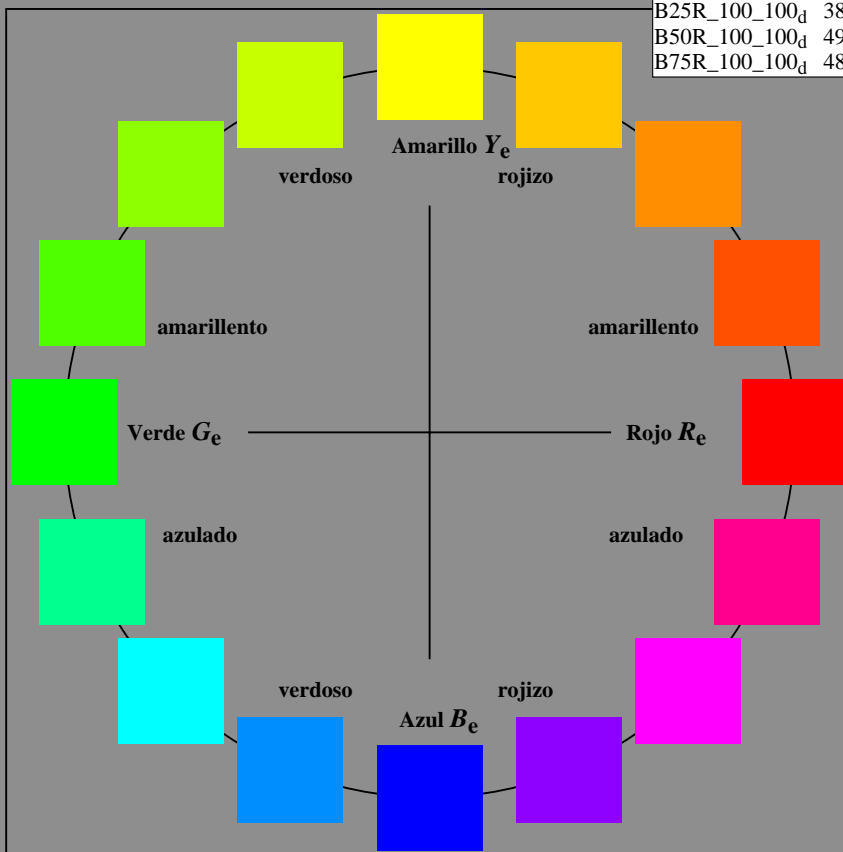 B25R_100_100d 38
B50R_100_100d 49
B75R_100_100d 48
Amarillo Ye
verdoso rojizo
amarillento amarillento
Verde Ge Rojo Re
azulado azulado
verdoso rojizo
Azul Be